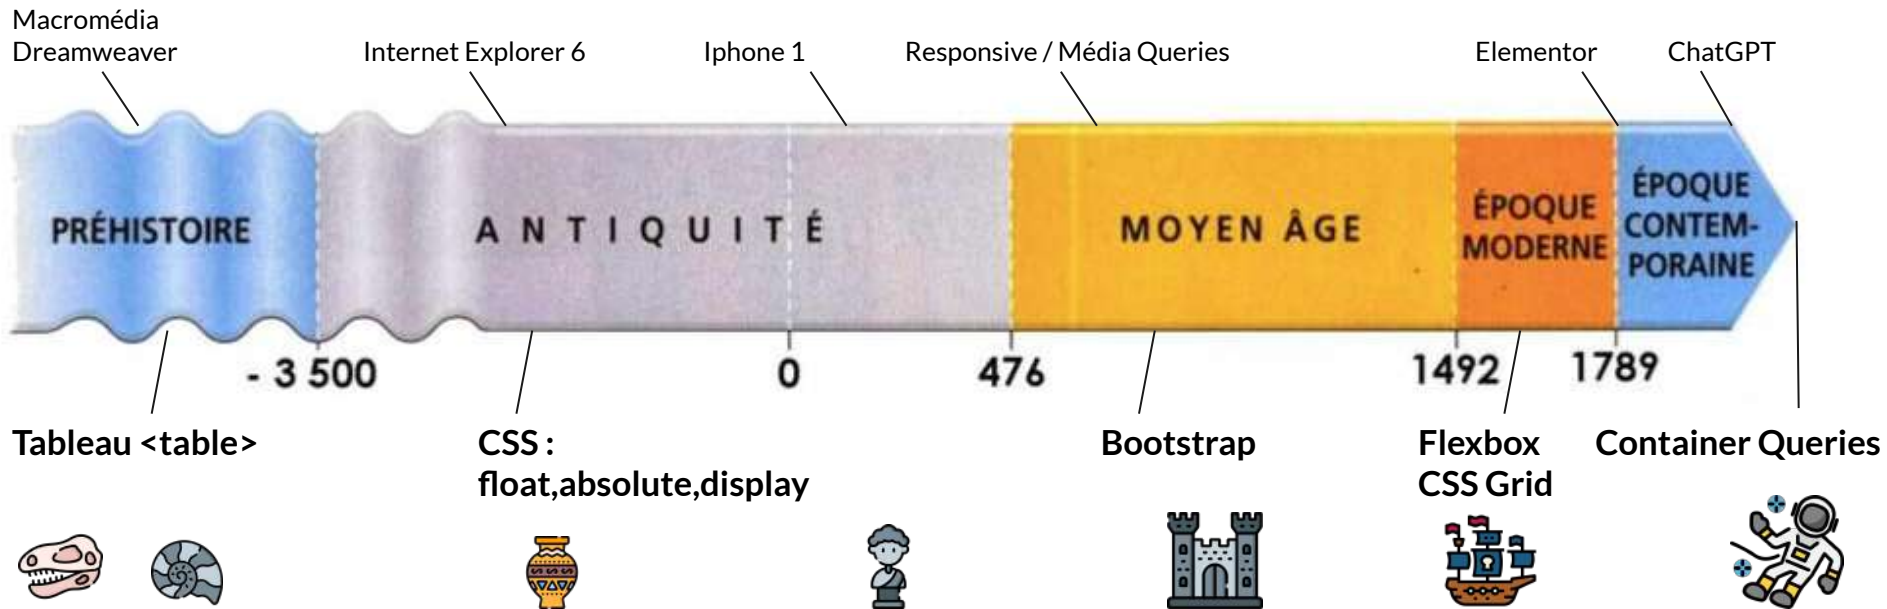 Macromédia
Dreamweaver
Internet Explorer 6
Iphone 1
Responsive / Média Queries
Elementor
ChatGPT
PRÉHISTOIRE
ANTIQUITÉ
MOYEN ÂGE
ÉPOQUE
MODERNE
ÉPOQUE
CONTEM-
PORAINE
- 3 500
0
476
1492
1789
Tableau <table>
CSS :
float,absolute,display
Bootstrap
Flexbox
CSS Grid
Container Queries